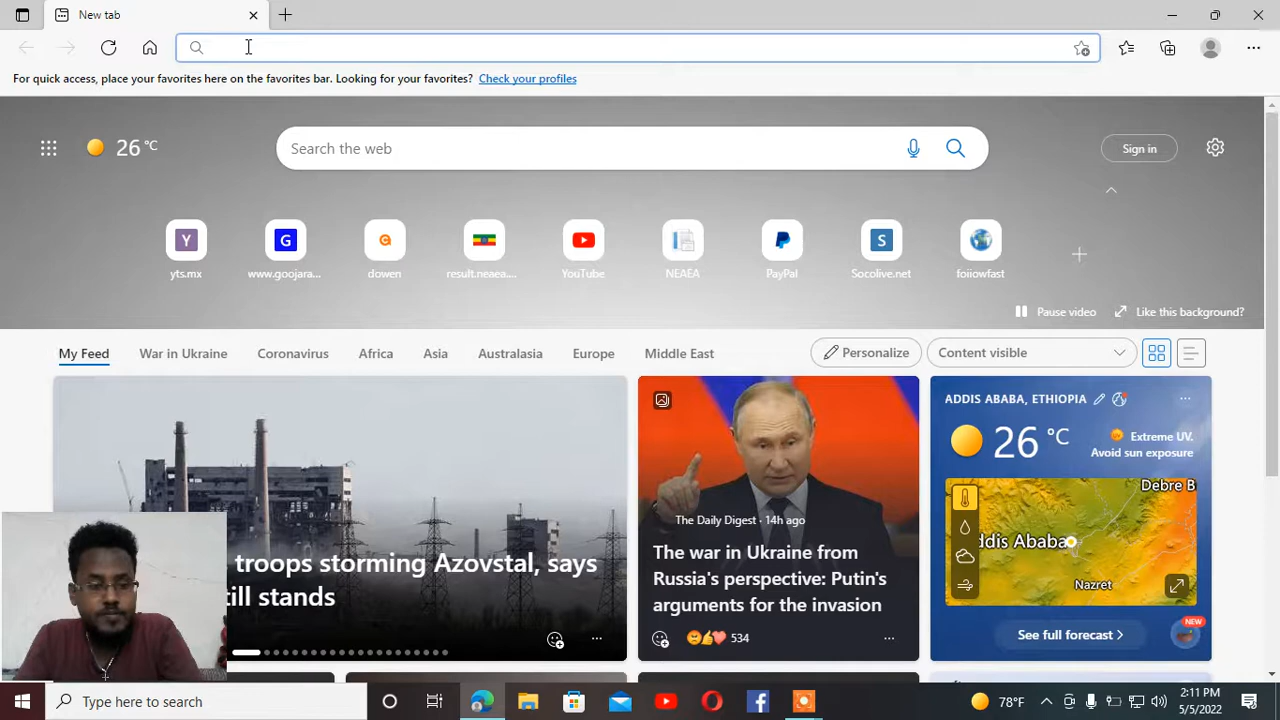 New tab
For quick access, place your favorites here on the favorites bar. Looking for your favorites? Check your profiles
26 °C
Search the web
Sign in
Y
G
S
yts.mx
www.goojara...
dowen
result.neaea....
YouTube
NEAEA
PayPal
Socolive.net
foiiowfast
Pause video
Like this background?
My Feed
War in Ukraine
Coronavirus
Africa
Asia
Australasia
Europe
Middle East
Personalize
Content visible
troops storming Azovstal, says
till stands
The Daily Digest · 14h ago
The war in Ukraine from
Russia's perspective: Putin's
arguments for the invasion
534
ADDIS ABABA, ETHIOPIA
26 °C
Extreme UV.
Avoid sun exposure
Debre B
ddis Ababa
Nazret
See full forecast
NEW
Type here to search
78°F
2:11 PM
5/5/2022